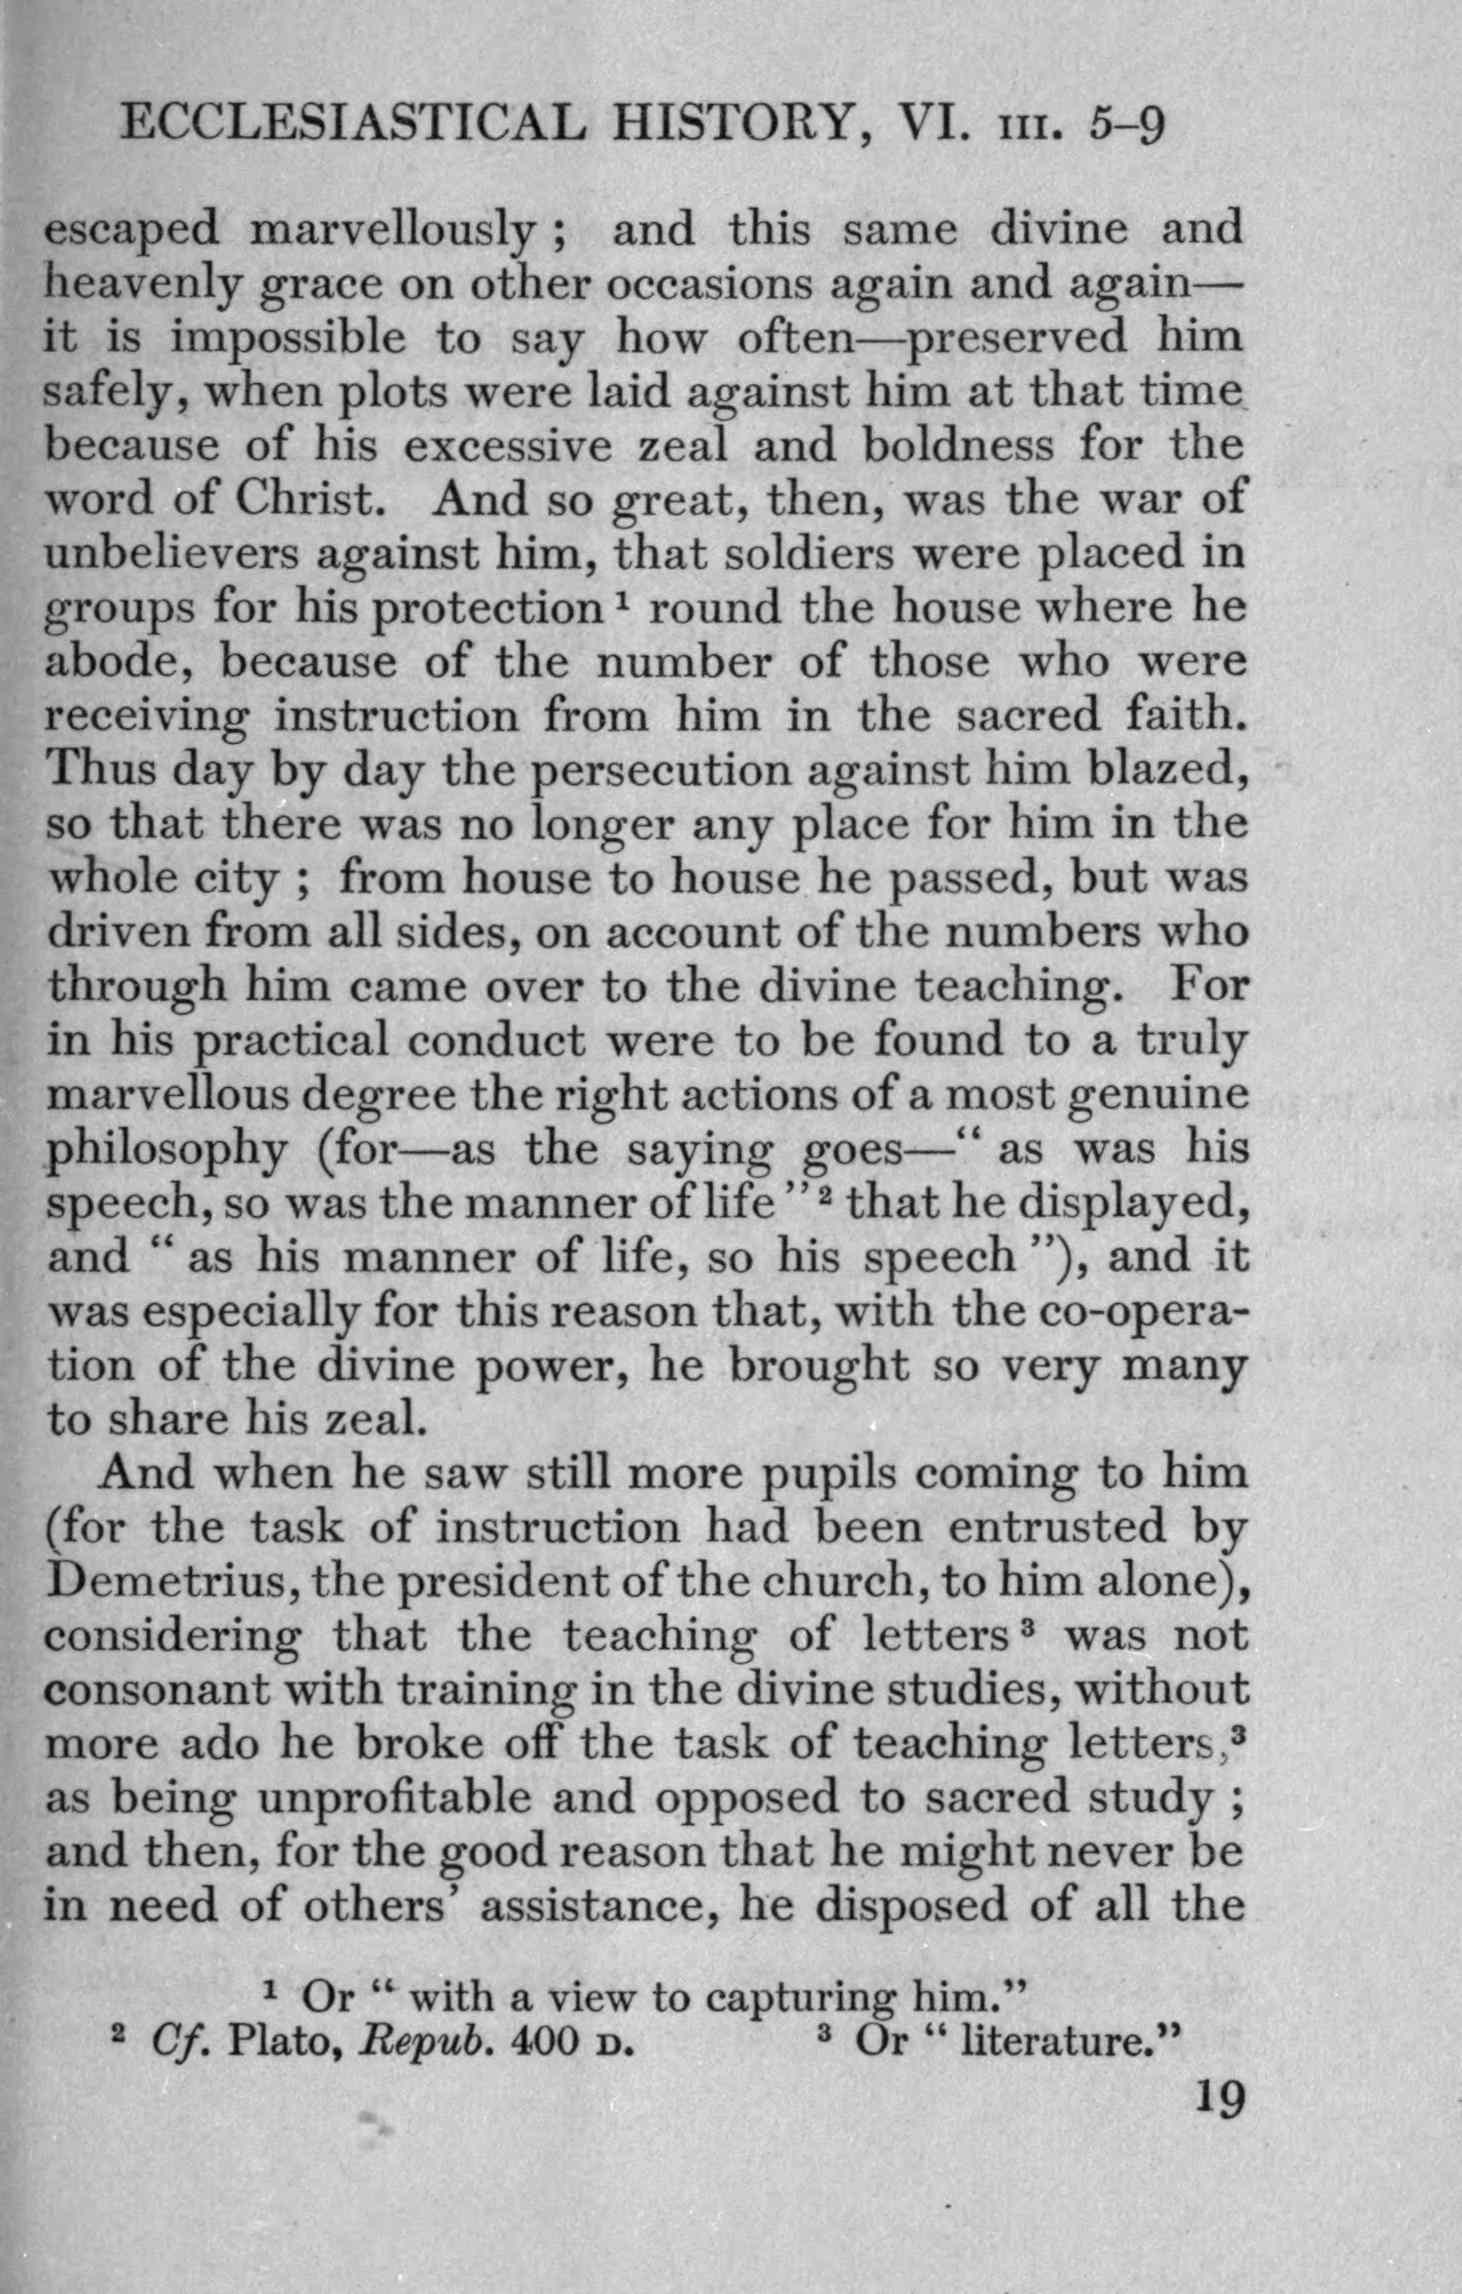 ECCLESIASTICAL HISTORY, VI. III. 5–9
escaped marvellously ; and this same divine and
heavenly grace on other occasions again and again—
it is impossible to say how often—preserved him
safely, when plots were laid against him at that time
because of his excessive zeal and boldness for the
word of Christ. And so great, then, was the war of
unbelievers against him, that soldiers were placed in
groups for his protection ¹ round the house where he
abode, because of the number of those who were
receiving instruction from him in the sacred faith.
Thus day by day the persecution against him blazed,
so that there was no longer any place for him in the
whole city ; from house to house he passed, but was
driven from all sides, on account of the numbers who
through him came over to the divine teaching. For
in his practical conduct were to be found to a truly
marvellous degree the right actions of a most genuine
philosophy (for—as the saying goes—“ as was his
speech, so was the manner of life ” ² that he displayed,
and “ as his manner of life, so his speech ”), and it
was especially for this reason that, with the co-opera-
tion of the divine power, he brought so very many
to share his zeal.
And when he saw still more pupils coming to him
(for the task of instruction had been entrusted by
Demetrius, the president of the church, to him alone),
considering that the teaching of letters ³ was not
consonant with training in the divine studies, without
more ado he broke off the task of teaching letters,³
as being unprofitable and opposed to sacred study ;
and then, for the good reason that he might never be
in need of others’ assistance, he disposed of all the
¹ Or “ with a view to capturing him.”
² Cf. Plato, Repub. 400 D. ³ Or “ literature.”
19